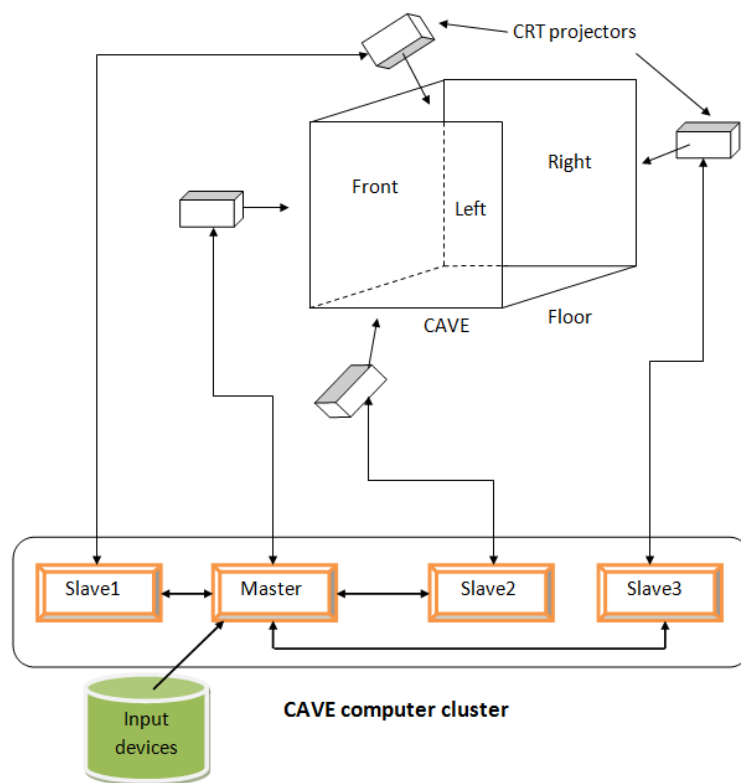 CRT projectors
Front
Right
Left
CAVE
Floor
Slave1
Master
Slave2
Slave3
Input
devices
CAVE computer cluster